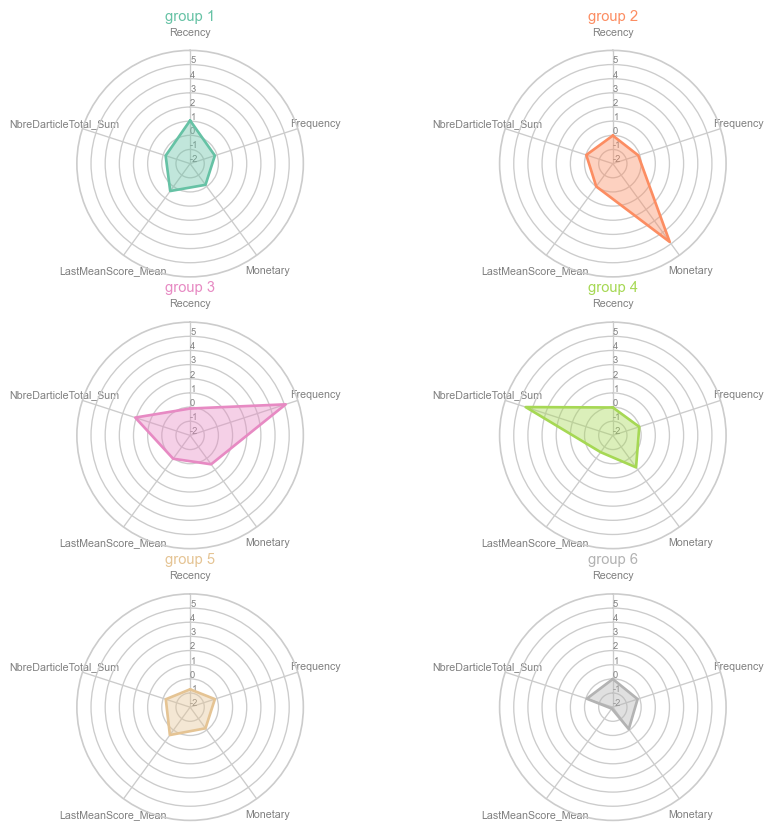 group 1
Recency
5
4
3
2
1
0
-1
-2
NbreDarticleTotal_Sum
Frequency
LastMeanScore_Mean
Monetary
group 2
Recency
5
4
3
2
1
0
-1
-2
NbreDarticleTotal_Sum
Frequency
LastMeanScore_Mean
Monetary
group 3
Recency
5
4
3
2
1
0
-1
-2
NbreDarticleTotal_Sum
Frequency
LastMeanScore_Mean
Monetary
group 4
Recency
5
4
3
2
1
0
-1
-2
NbreDarticleTotal_Sum
Frequency
LastMeanScore_Mean
Monetary
group 5
Recency
5
4
3
2
1
0
-1
-2
NbreDarticleTotal_Sum
Frequency
LastMeanScore_Mean
Monetary
group 6
Recency
5
4
3
2
1
0
-1
-2
NbreDarticleTotal_Sum
Frequency
LastMeanScore_Mean
Monetary